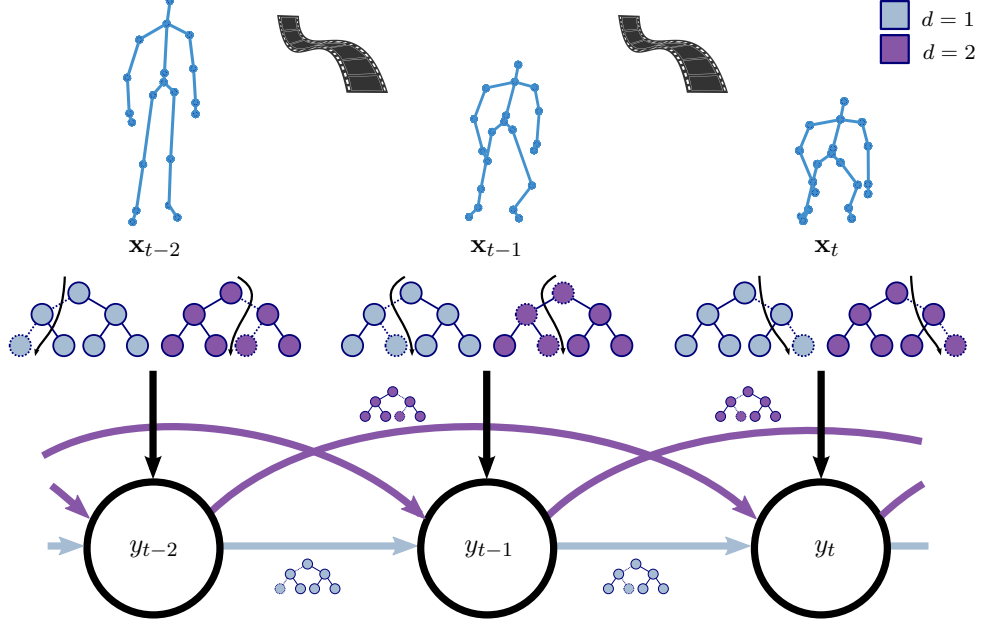 d = 1
d = 2
x_{t−2}
x_{t−1}
x_t
y_{t−2}
y_{t−1}
y_t